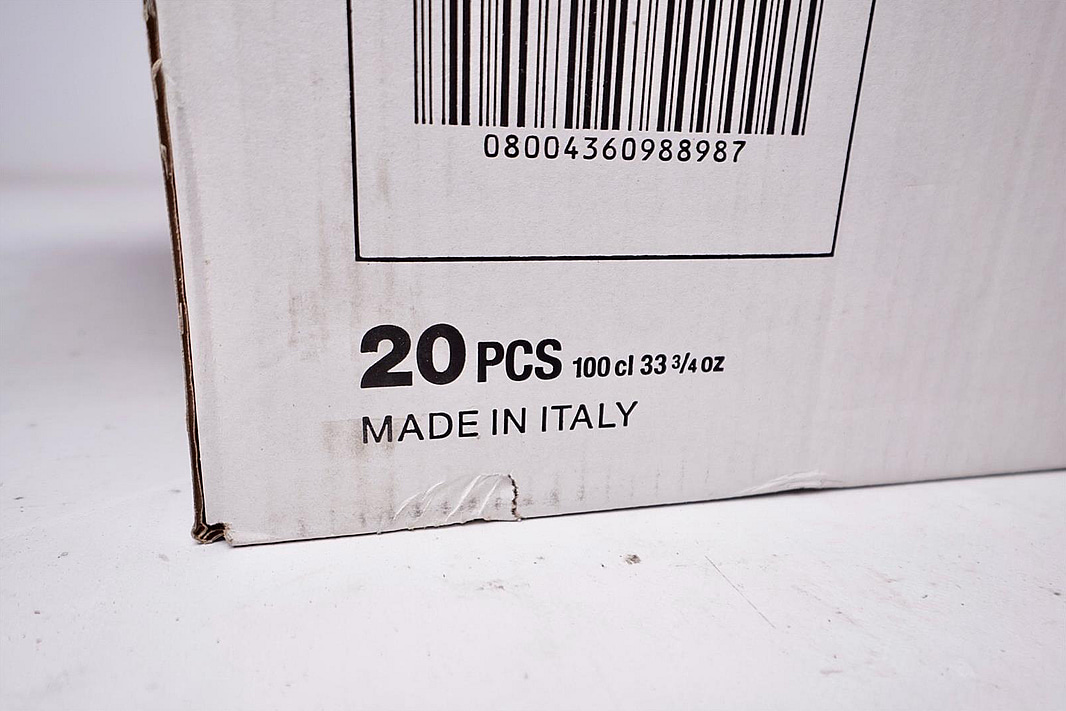 08004360988987
20 PCS 100 cl 33 3/4 oz
MADE IN ITALY